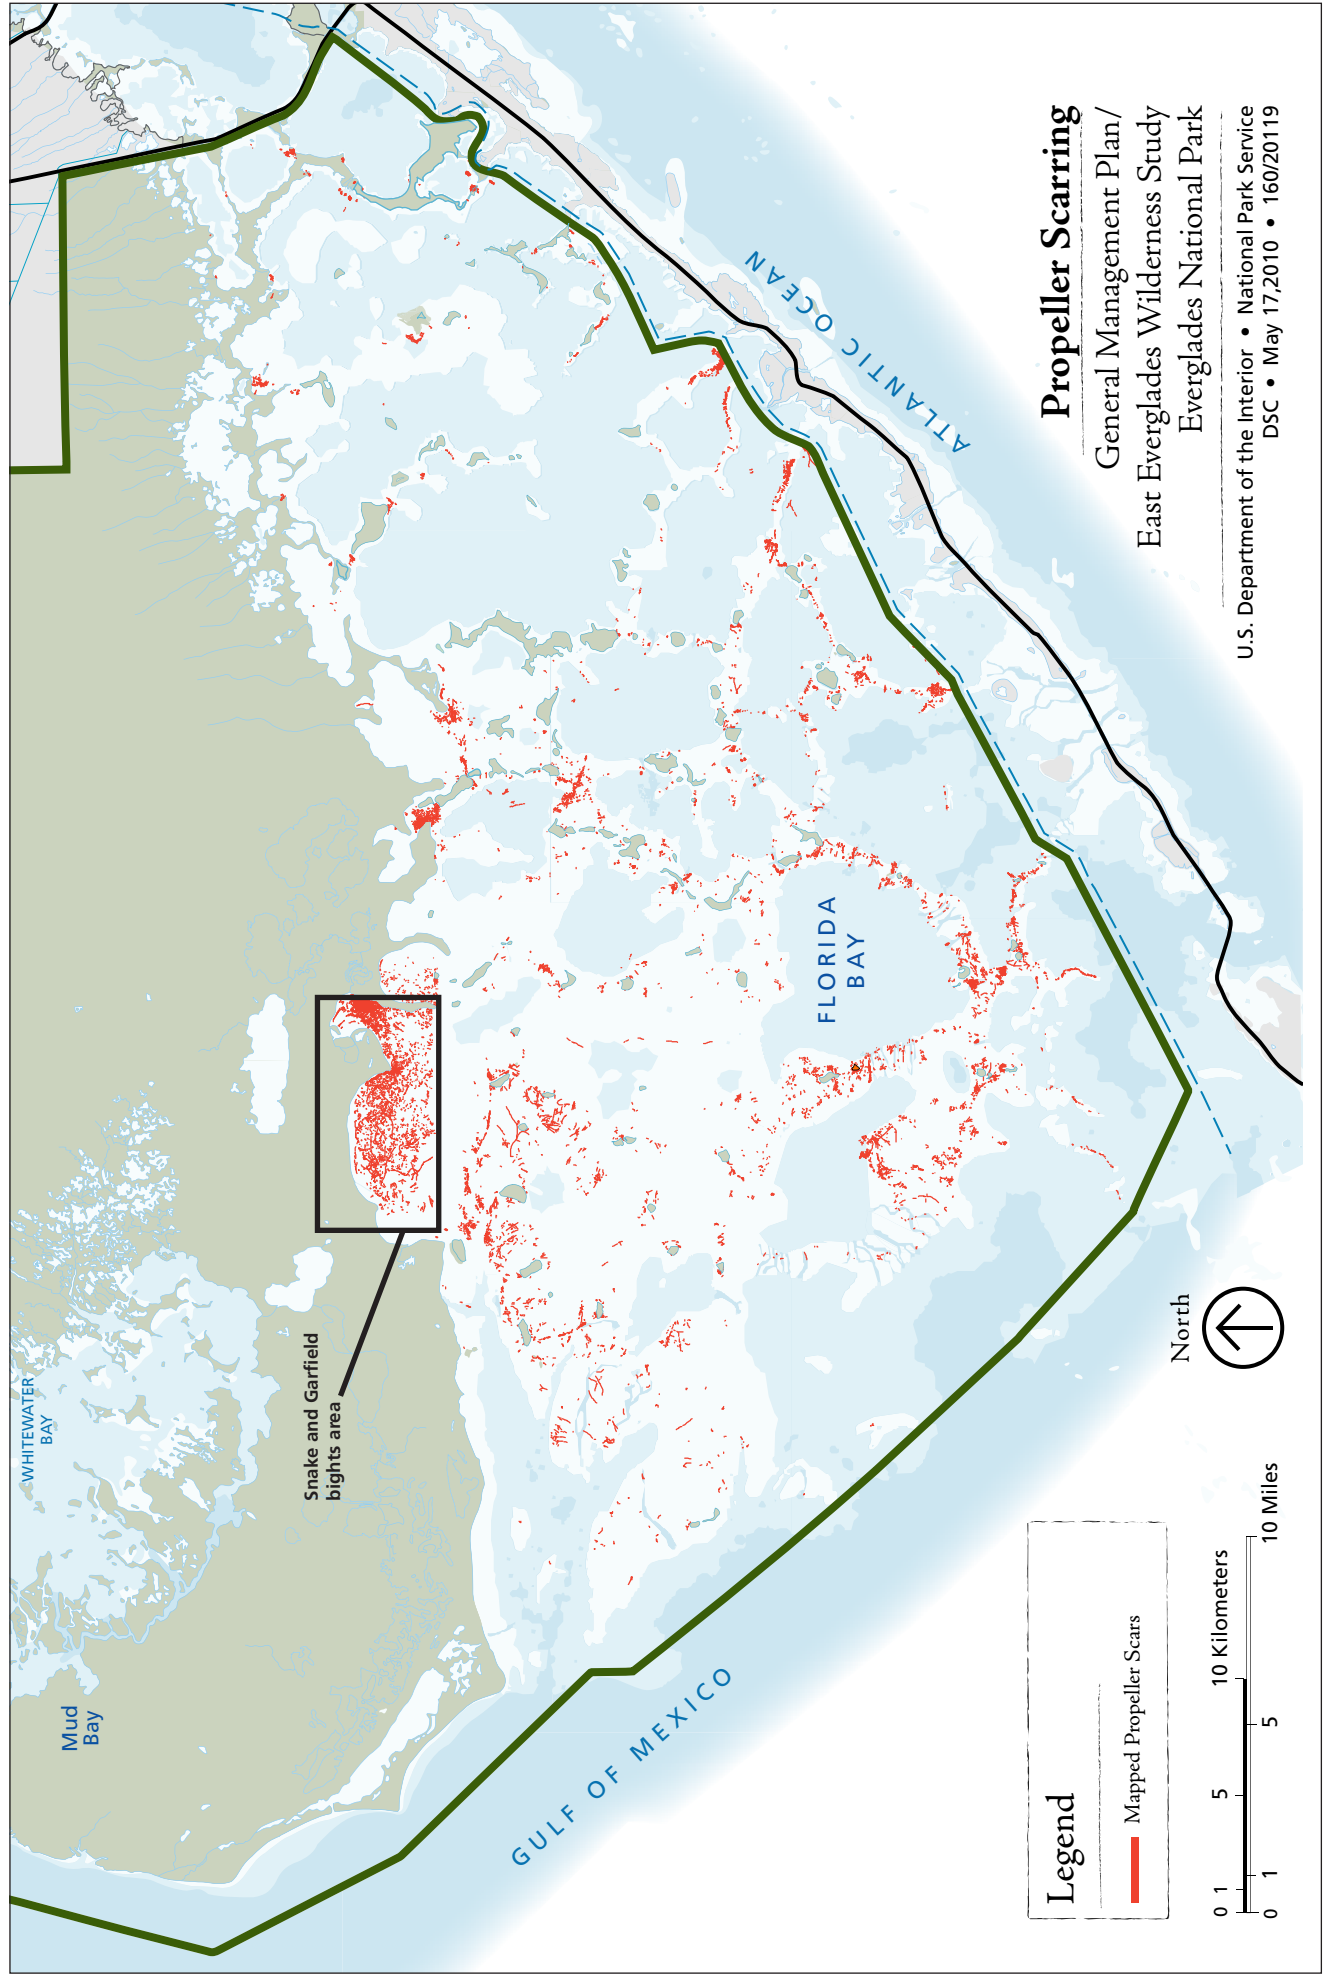 WHITEWATER
BAY
Mud
Bay
Snake and Garfield
bights area
FLORIDA
BAY
GULF OF MEXICO
ATLANTIC OCEAN
Legend
Mapped Propeller Scars
0 1 5 10 Kilometers
0 1 5 10 Miles
North
Propeller Scarring
General Management Plan/
East Everglades Wilderness Study
Everglades National Park
U.S. Department of the Interior • National Park Service
DSC • May 17,2010 • 160/20119